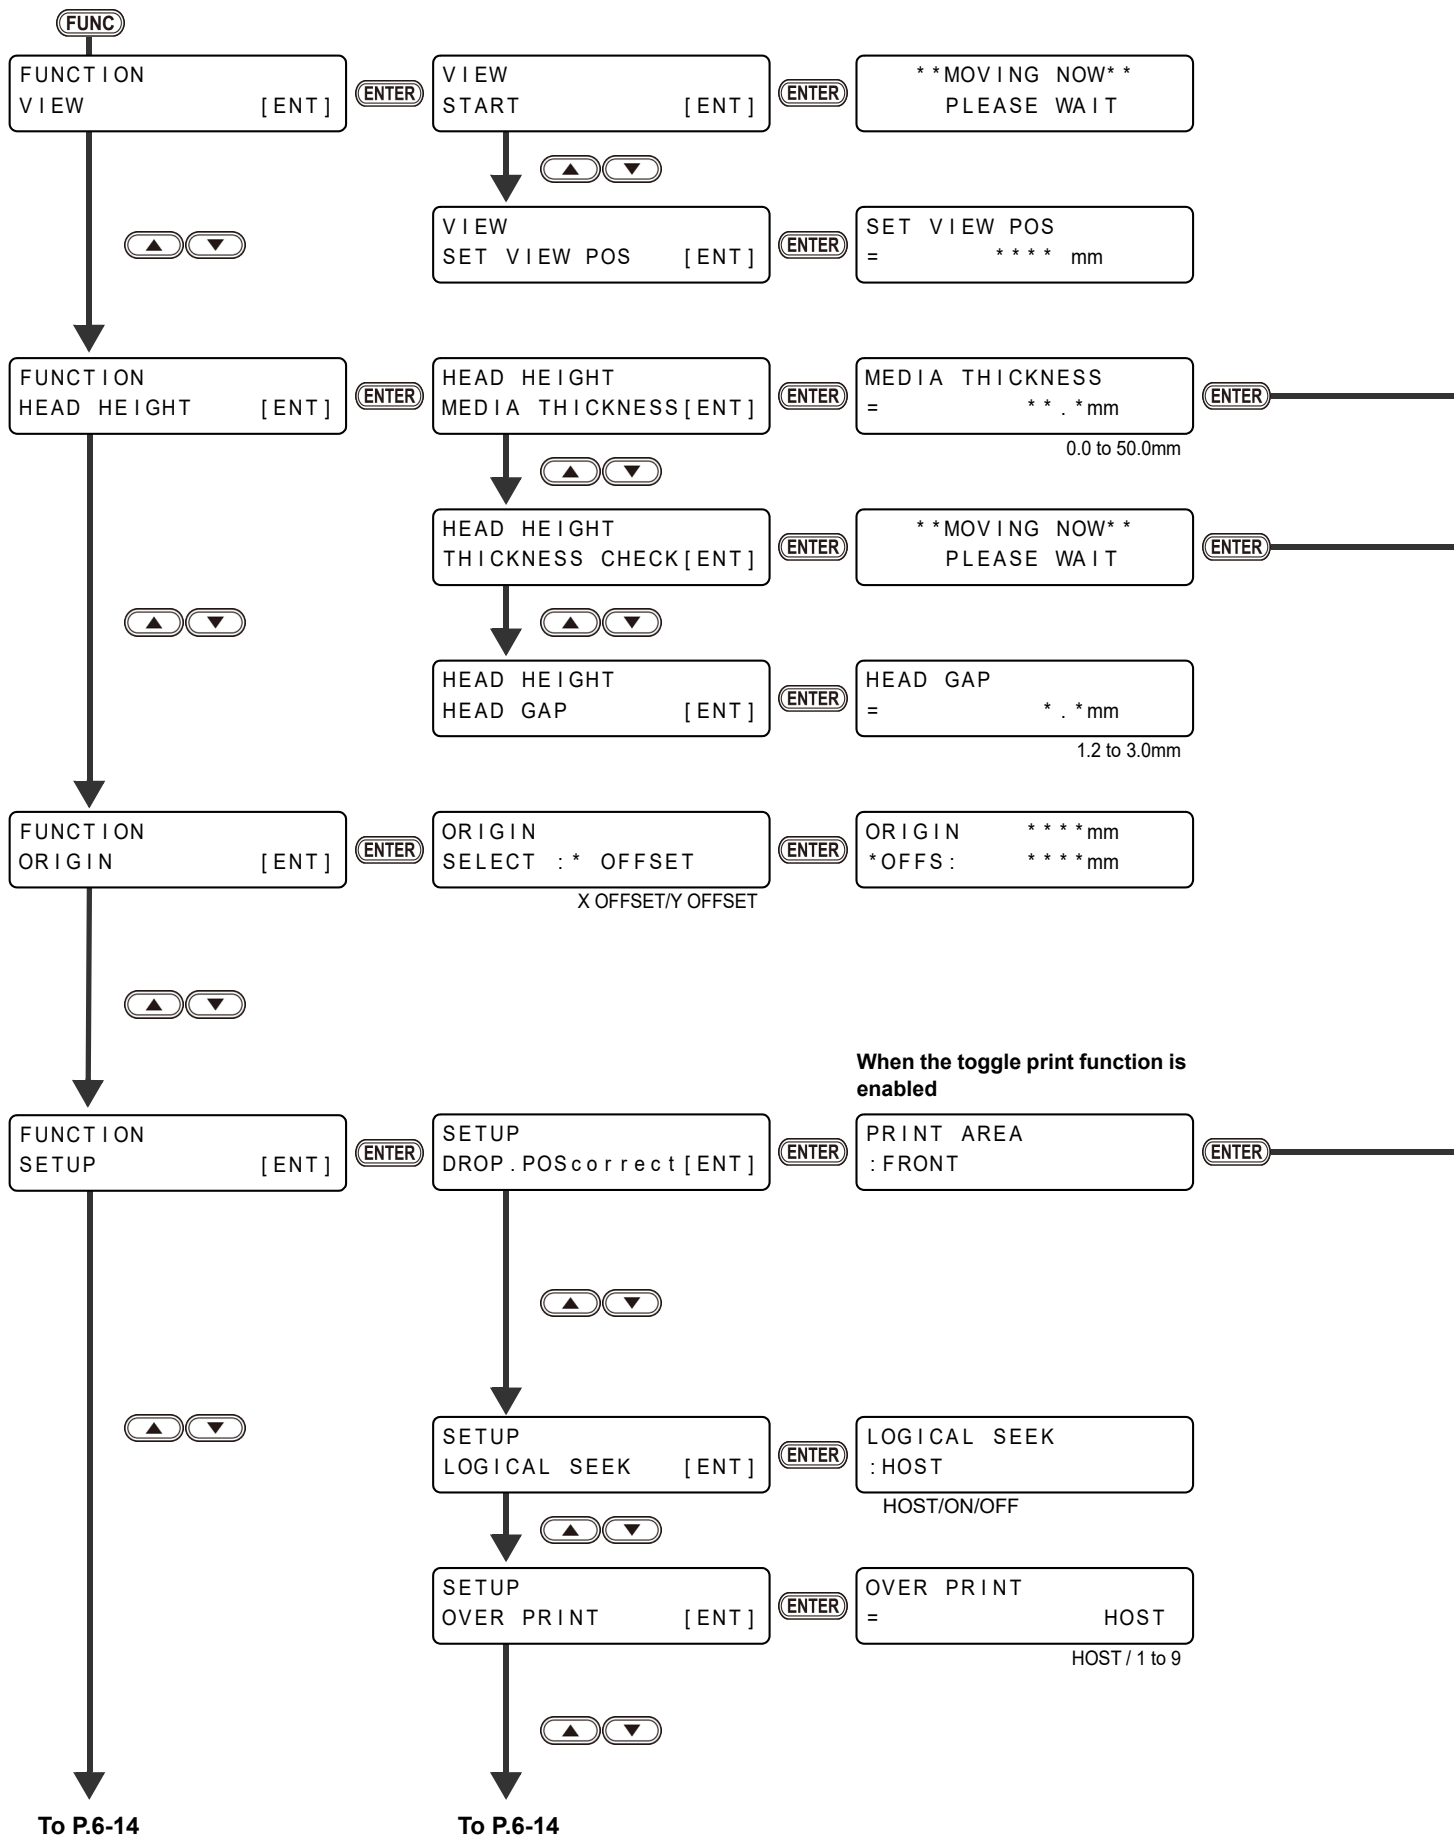 FUNC
FUNCTION
VIEW [ENT]
ENTER
VIEW
START [ENT]
ENTER
**MOVING NOW**
PLEASE WAIT
VIEW
SET VIEW POS [ENT]
ENTER
SET VIEW POS
= **** mm
FUNCTION
HEAD HEIGHT [ENT]
ENTER
HEAD HEIGHT
MEDIA THICKNESS[ENT]
ENTER
MEDIA THICKNESS
= **.*mm
ENTER
0.0 to 50.0mm
HEAD HEIGHT
THICKNESS CHECK[ENT]
ENTER
**MOVING NOW**
PLEASE WAIT
ENTER
HEAD HEIGHT
HEAD GAP [ENT]
ENTER
HEAD GAP
= *.*mm
1.2 to 3.0mm
FUNCTION
ORIGIN [ENT]
ENTER
ORIGIN
SELECT :* OFFSET
X OFFSET/Y OFFSET
ENTER
ORIGIN ****mm
*OFFS: ****mm
When the toggle print function is
enabled
FUNCTION
SETUP [ENT]
ENTER
SETUP
DROP.POScorrect[ENT]
ENTER
PRINT AREA
:FRONT
ENTER
SETUP
LOGICAL SEEK [ENT]
ENTER
LOGICAL SEEK
:HOST
HOST/ON/OFF
SETUP
OVER PRINT [ENT]
ENTER
OVER PRINT
= HOST
HOST / 1 to 9
To P.6-14
To P.6-14